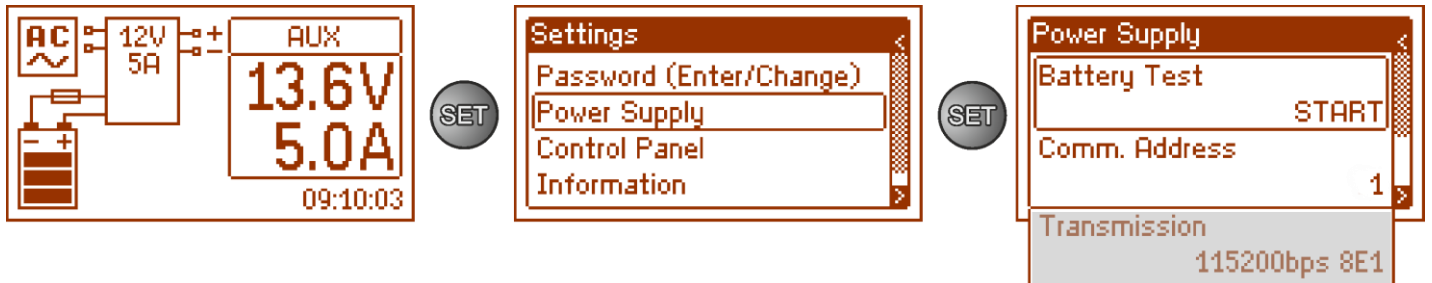 AC
12V
5A
+
-
AUX
13.6V
5.0A
- +
09:10:03
SET
Settings
Password (Enter/Change)
Power Supply
Control Panel
Information
SET
Power Supply
Battery Test
START
Comm. Address
1
Transmission
115200bps 8E1